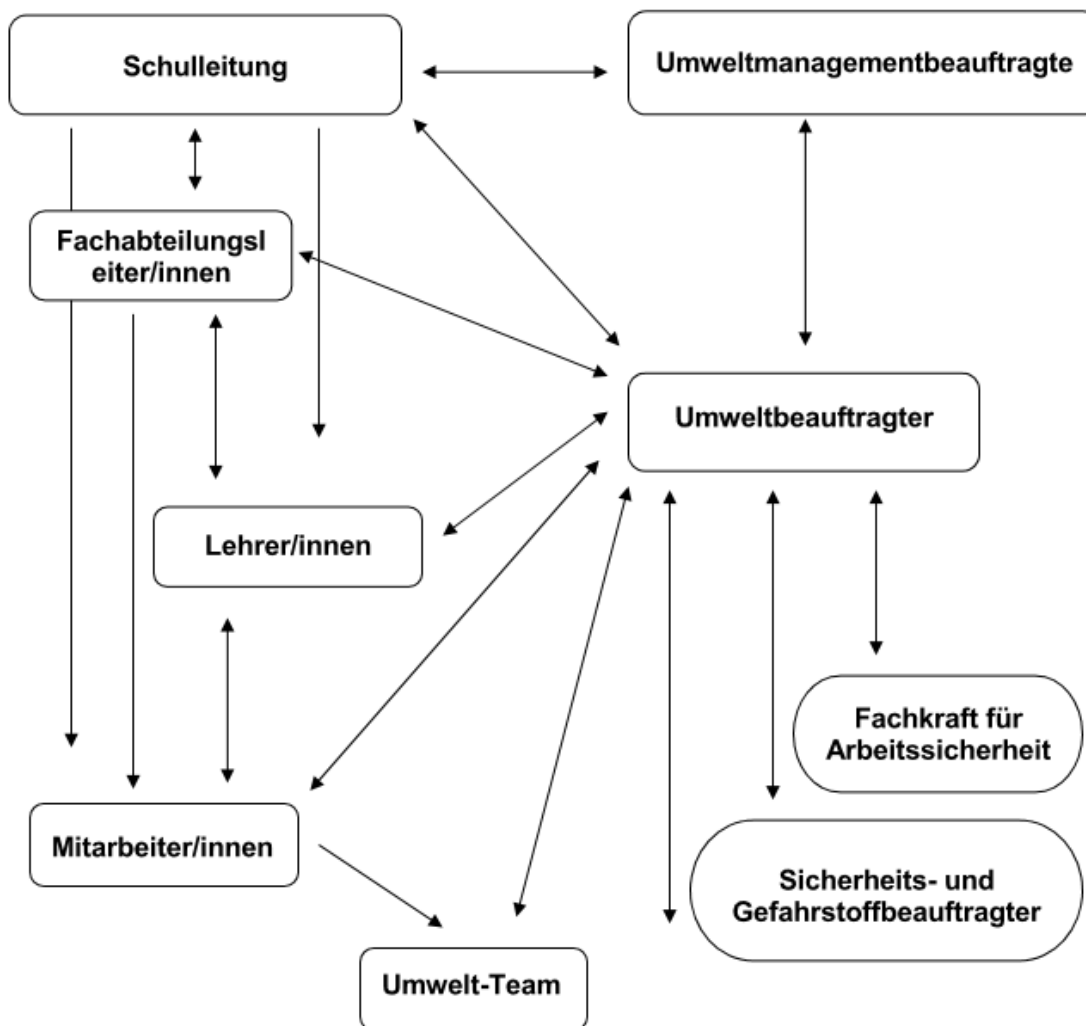 Schulleitung
Umweltmanagementbeauftragte
Fachabteilungsl
eiter/innen
Umweltbeauftragter
Lehrer/innen
Fachkraft für
Arbeitssicherheit
Mitarbeiter/innen
Sicherheits- und
Gefahrstoffbeauftragter
Umwelt-Team